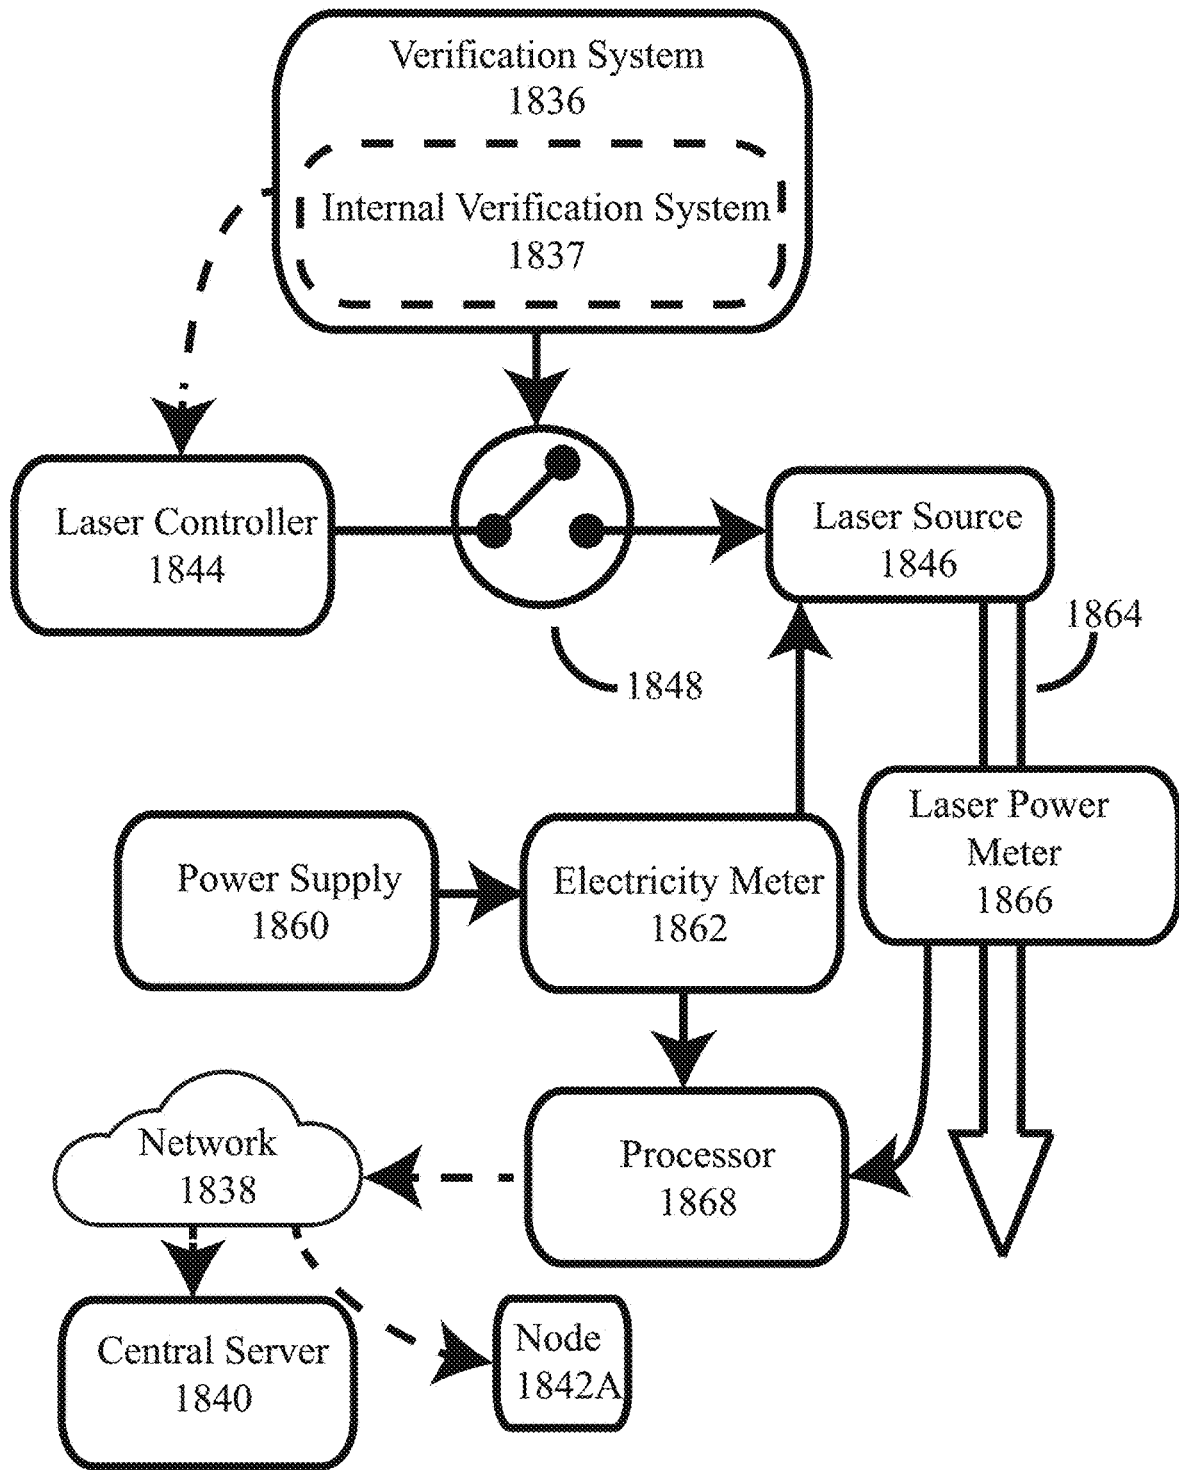 Verification System
1836
Internal Verification System
1837
Laser Controller
1844
Laser Source
1846
1864
1848
Laser Power
Meter
1866
Power Supply
1860
Electricity Meter
1862
Network
1838
Processor
1868
Central Server
1840
Node
1842A